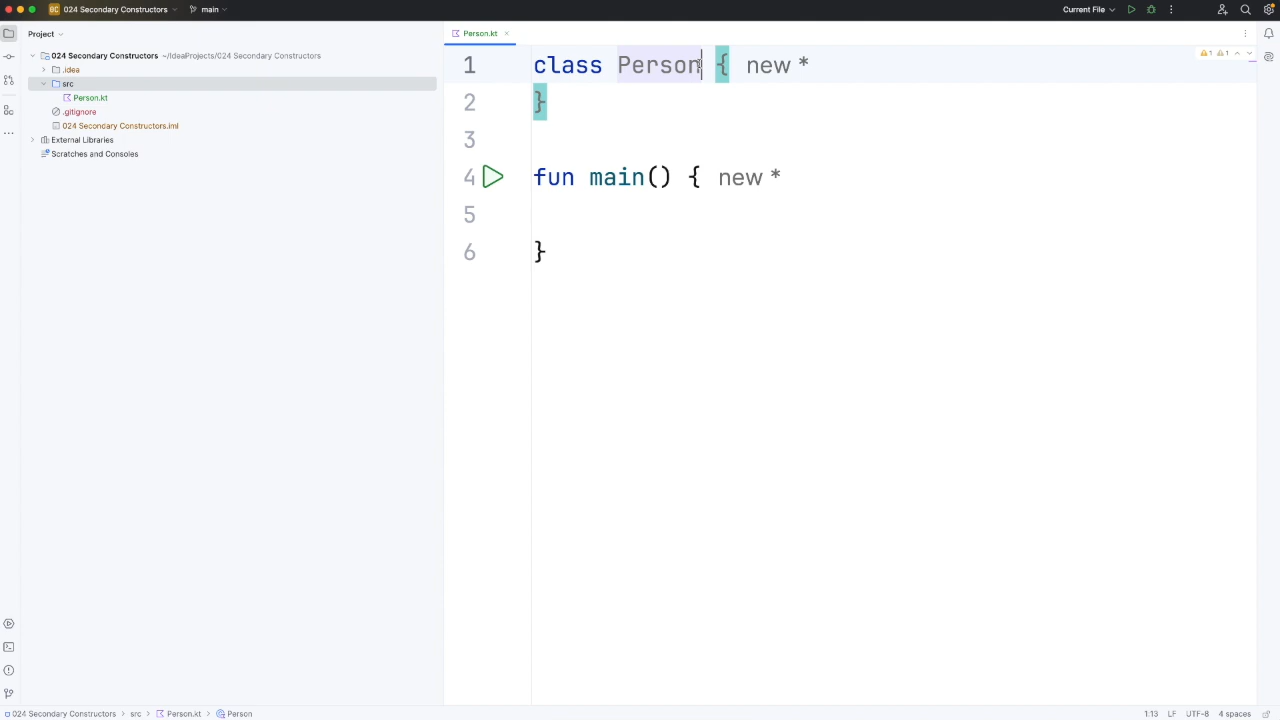 024 Secondary Constructors main Current File
Project
Person.kt
024 Secondary Constructors ~/IdeaProjects/024 Secondary Constructors
.idea
src
Person.kt
.gitignore
024 Secondary Constructors.iml
External Libraries
Scratches and Consoles
1 class Person { new *
2 }
3
4 fun main() { new *
5
6 }
1 1
024 Secondary Constructors > src > Person.kt > Person 1:13 LF UTF-8 4 spaces